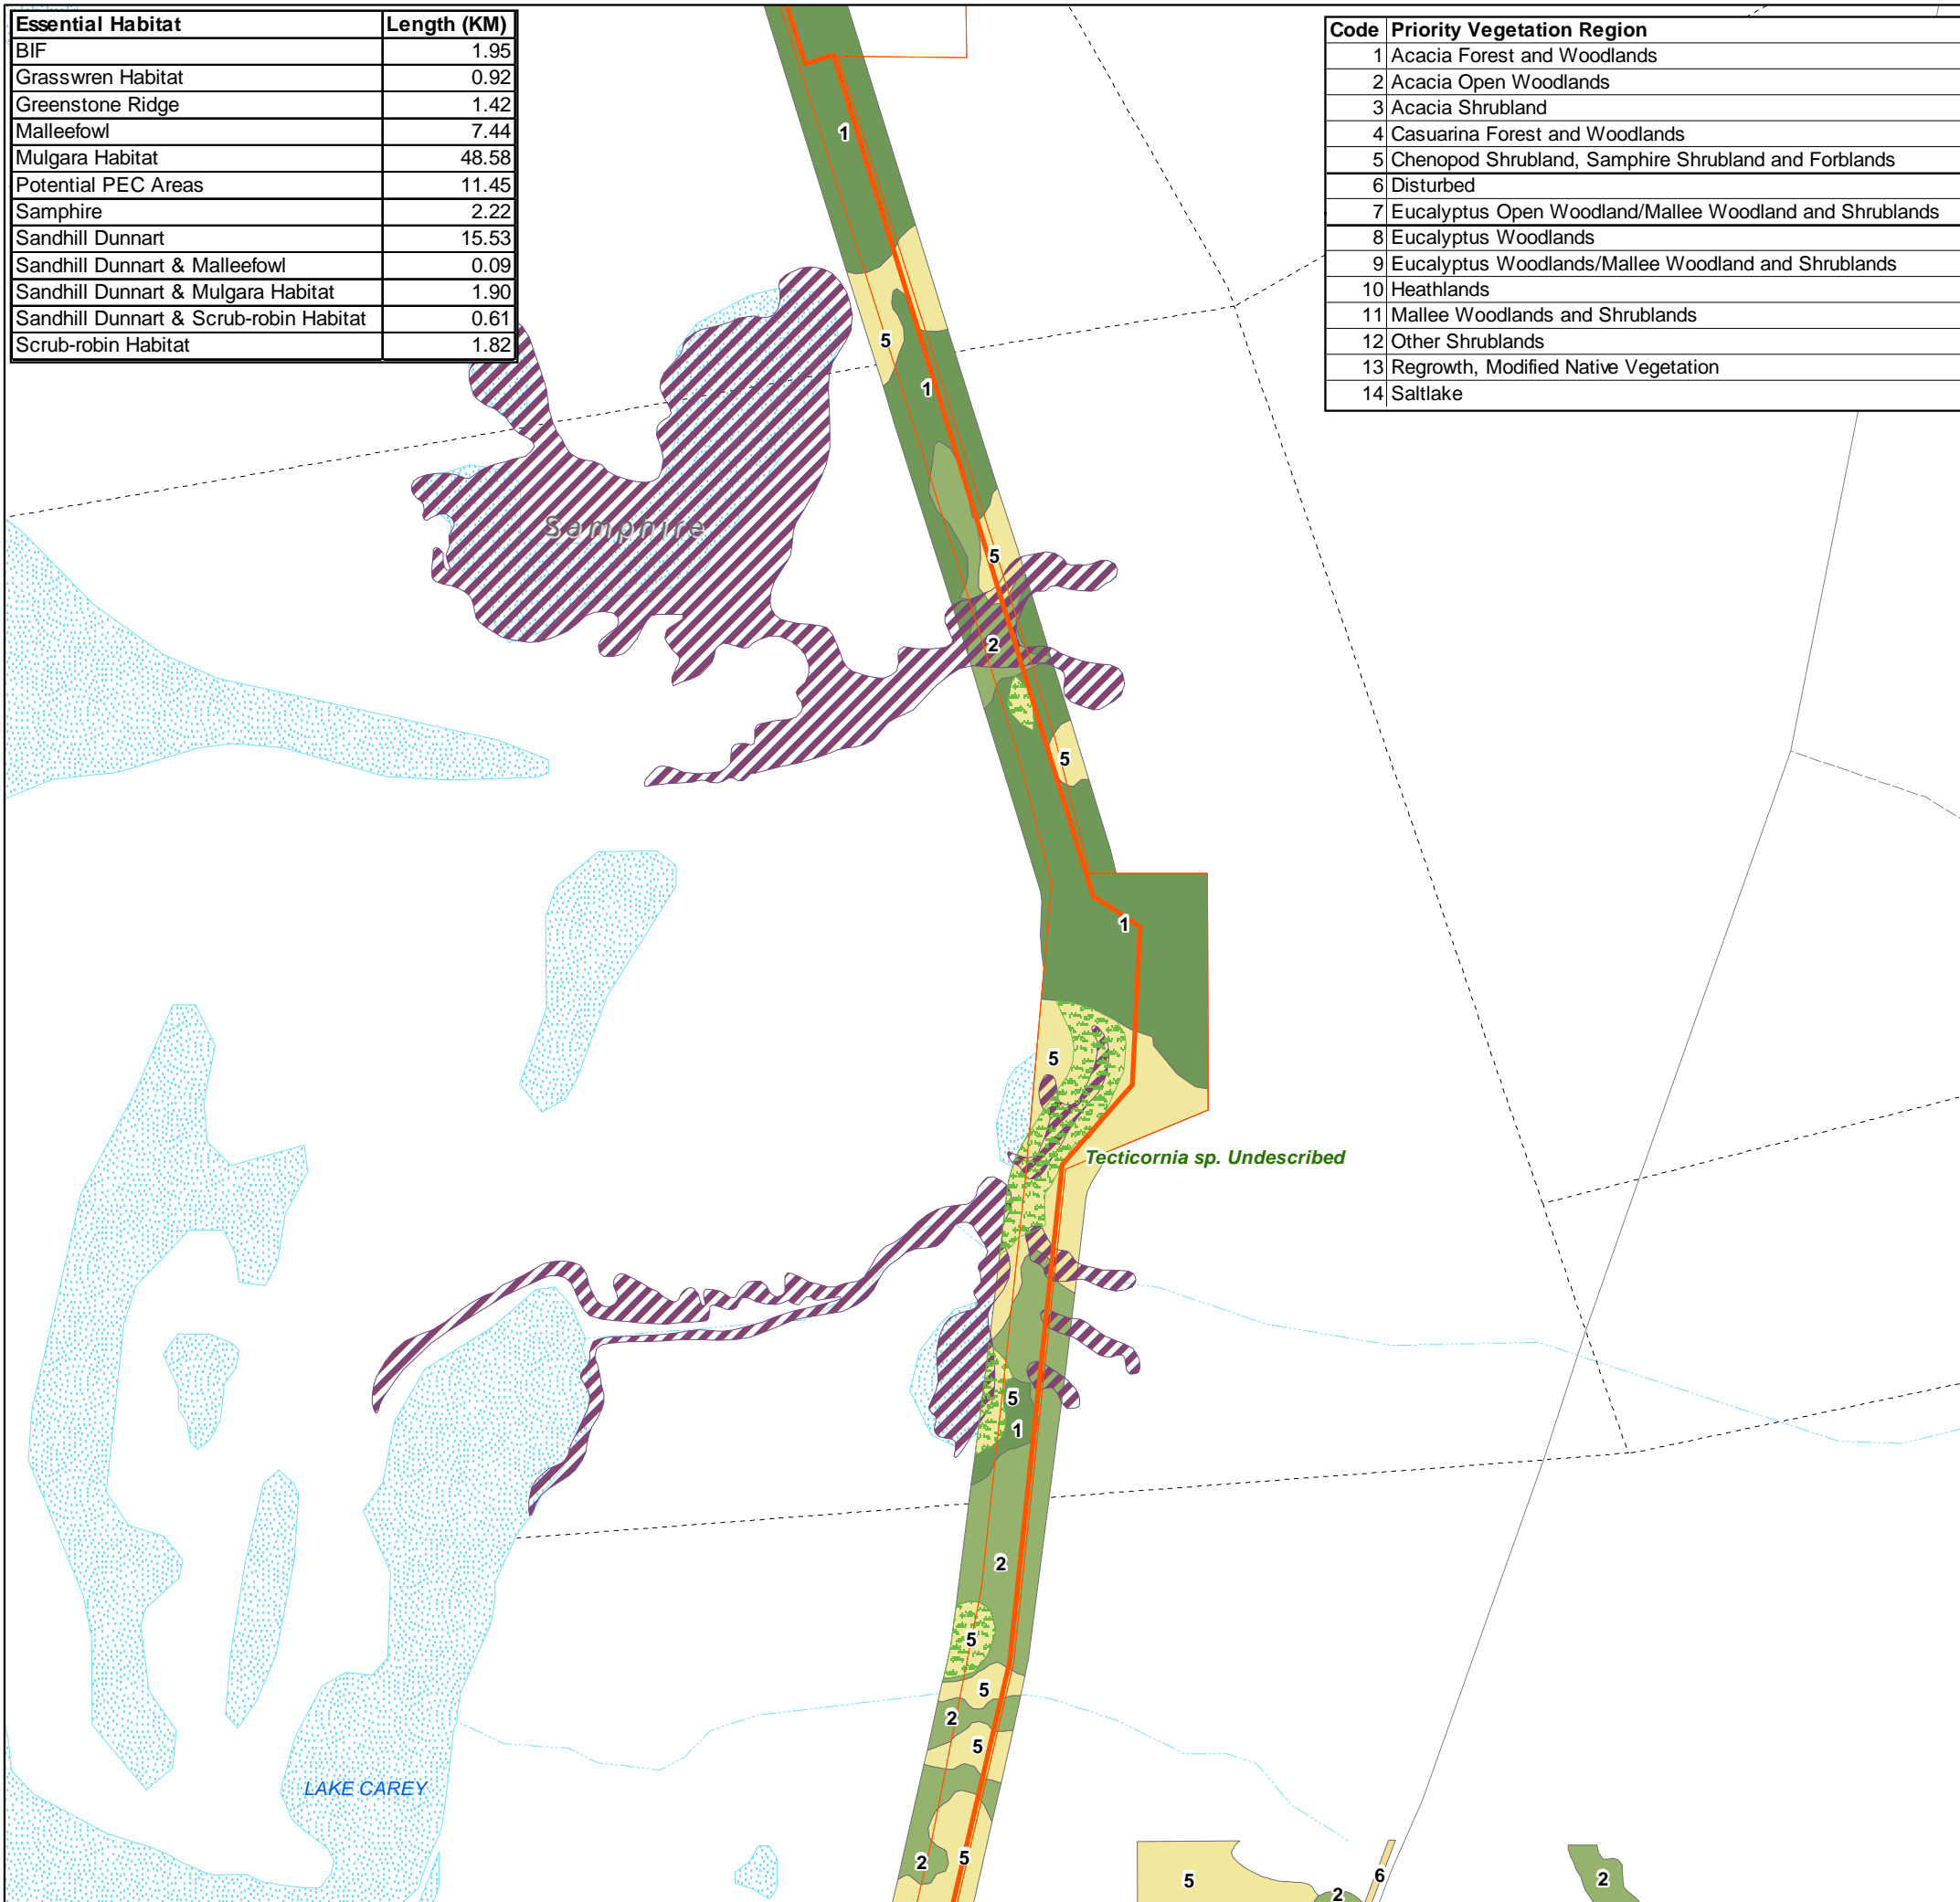 Essential Habitat Length (KM)
BIF 1.95
Grasswren Habitat 0.92
Greenstone Ridge 1.42
Malleefowl 7.44
Mulgara Habitat 48.58
Potential PEC Areas 11.45
Samphire 2.22
Sandhill Dunnart 15.53
Sandhill Dunnart & Malleefowl 0.09
Sandhill Dunnart & Mulgara Habitat 1.90
Sandhill Dunnart & Scrub-robin Habitat 0.61
Scrub-robin Habitat 1.82
Code Priority Vegetation Region
1 Acacia Forest and Woodlands
2 Acacia Open Woodlands
3 Acacia Shrubland
4 Casuarina Forest and Woodlands
5 Chenopod Shrubland, Samphire Shrubland and Forblands
6 Disturbed
7 Eucalyptus Open Woodland/Mallee Woodland and Shrublands
8 Eucalyptus Woodlands
9 Eucalyptus Woodlands/Mallee Woodland and Shrublands
10 Heathlands
11 Mallee Woodlands and Shrublands
12 Other Shrublands
13 Regrowth, Modified Native Vegetation
14 Saltlake
1
5
1
Samphire
5
2
5
1
5
Tecticornia sp. Undescribed
5
1
2
5
5
2
5
LAKE CAREY
2
5
5
2
6
2